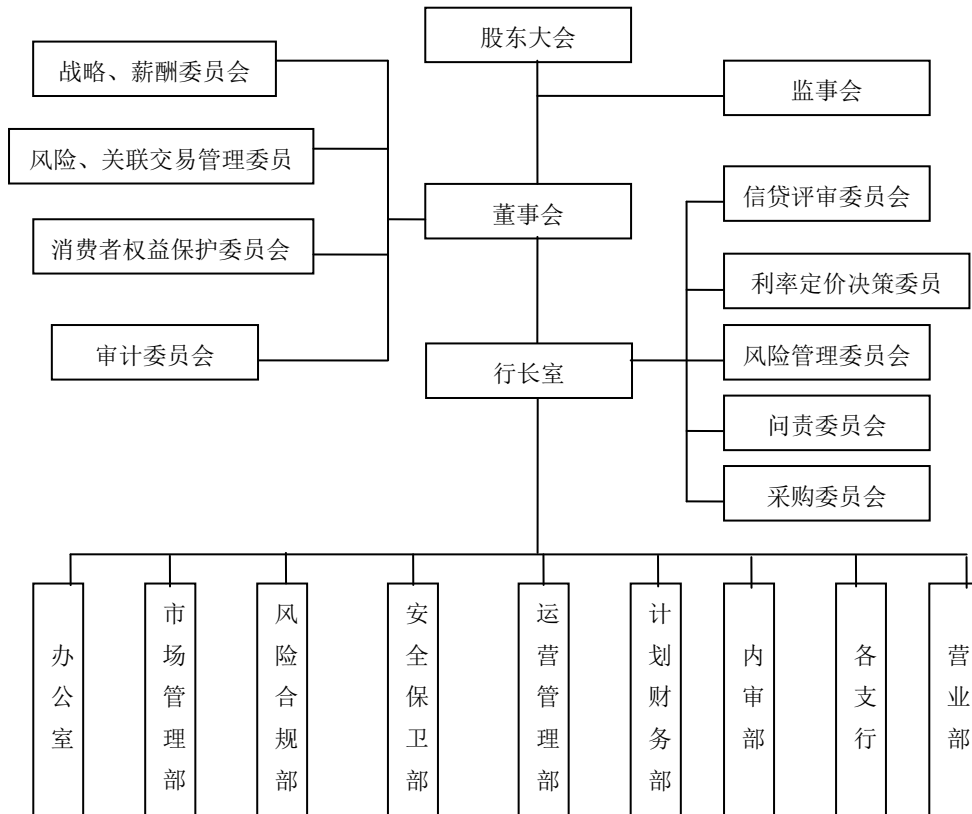 股东大会
战略、薪酬委员会
监事会
风险、关联交易管理委员
信贷评审委员会
董事会
消费者权益保护委员会
利率定价决策委员
审计委员会
行长室
风险管理委员会
问责委员会
采购委员会
办公室
市场管理部
风险合规部
安全保卫部
运营管理部
计划财务部
内审部
各支行
营业部